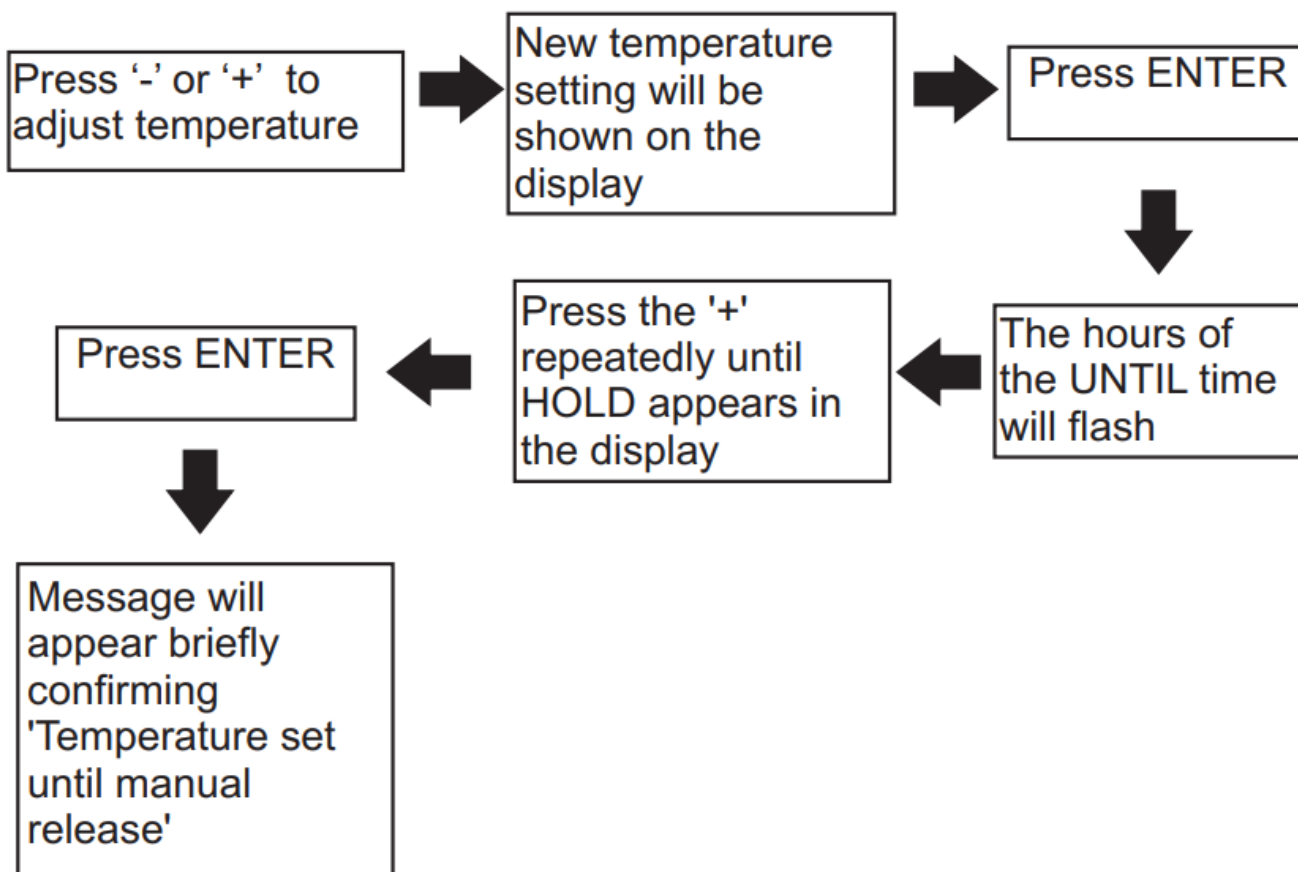 Press ‘-’ or ‘+’ to
adjust temperature
New temperature
setting will be
shown on the
display
Press ENTER
The hours of
the UNTIL time
will flash
Press the '+'
repeatedly until
HOLD appears in
the display
Press ENTER
Message will
appear briefly
confirming
'Temperature set
until manual
release'